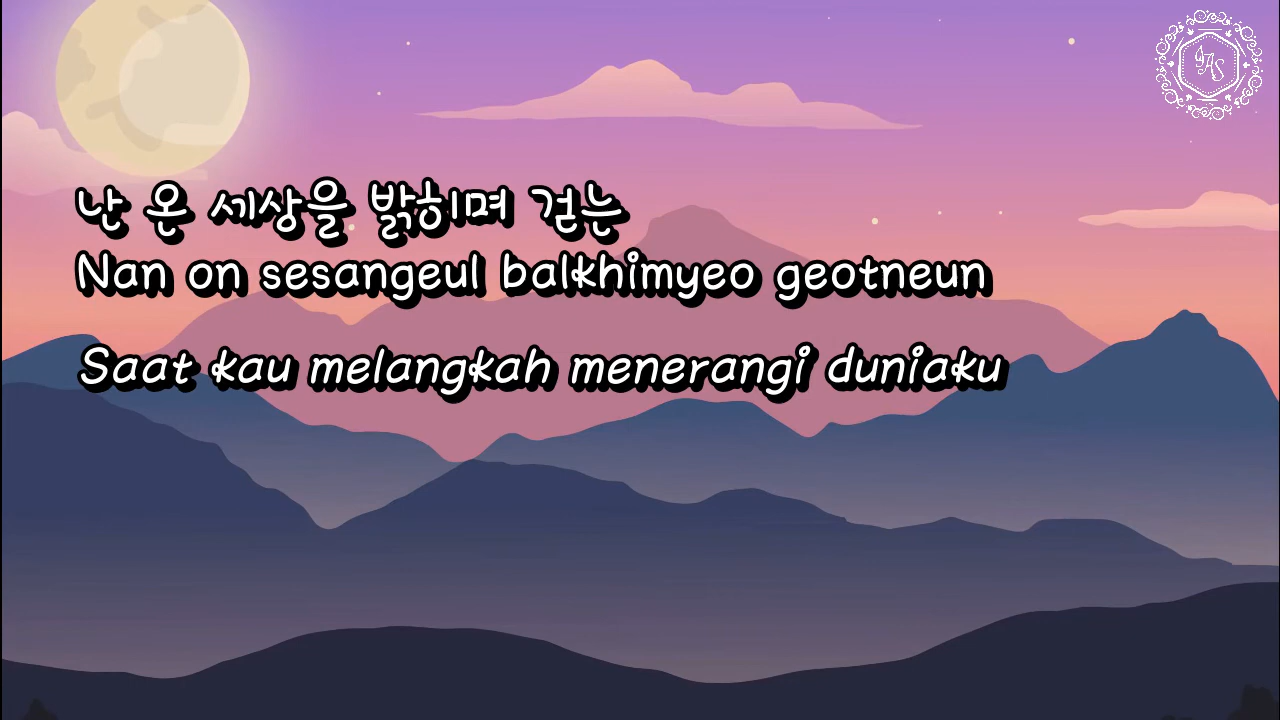 난 온 세상을 밝히며 걷는
Nan on sesangeul balkhimyeo geotneun
Saat kau melangkah menerangi duniaku